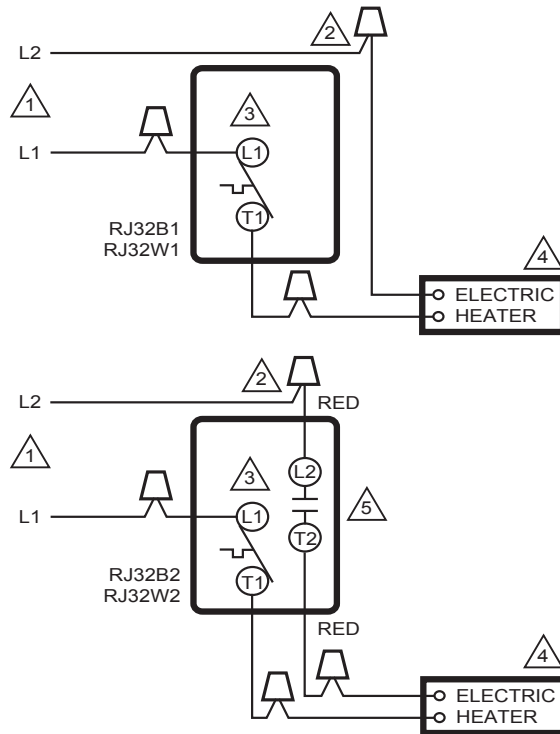 2
L2
1
3
L1
L1
T1
RJ32B1
RJ32W1
4
ELECTRIC
HEATER
2
RED
L2
1
3
L2
5
L1
L1
T2
T1
RJ32B2
RJ32W2
RED
4
ELECTRIC
HEATER